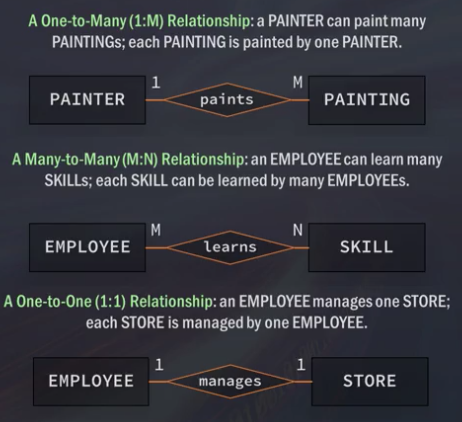 A One-to-Many (1:M) Relationship: a PAINTER can paint many
PAINTINGs; each PAINTING is painted by one PAINTER.
PAINTER 1 paints M PAINTING
A Many-to-Many (M:N) Relationship: an EMPLOYEE can learn many
SKILLs; each SKILL can be learned by many EMPLOYEEs.
EMPLOYEE M learns N SKILL
A One-to-One (1:1) Relationship: an EMPLOYEE manages one STORE;
each STORE is managed by one EMPLOYEE.
EMPLOYEE 1 manages 1 STORE